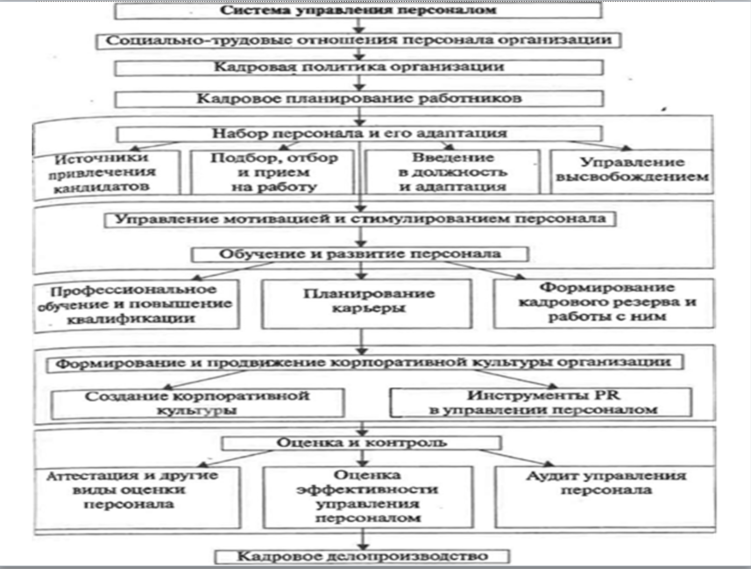 Система управления персоналом
Социально-трудовые отношения персонала организации
Кадровая политика организации
Кадровое планирование работников
Набор персонала и его адаптация
Источники
привлечения
кандидатов
Подбор, отбор
и прием
на работу
Введение
в должность
и адаптация
Управление
высвобождением
Управление мотивацией и стимулированием персонала
Обучение и развитие персонала
Профессиональное
обучение и повышение
квалификации
Планирование
карьеры
Формирование
кадрового резерва и
работы с ним
Формирование и продвижение корпоративной культуры организации
Создание корпоративной
культуры
Инструменты PR
в управлении персоналом
Оценка и контроль
Аттестация и другие
виды оценки
персонала
Оценка
эффективности
управления
персоналом
Аудит управления
персонала
Кадровое делопроизводство